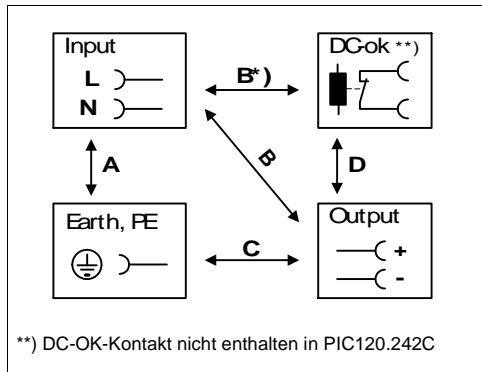 Input
L
N
B*)
DC-ok **)
A
B
D
Earth, PE
C
Output
+
-
**) DC-OK-Kontakt nicht enthalten in PIC120.242C